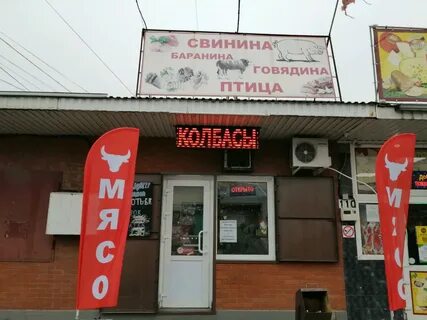 СВИНИНА
БАРАНИНА
ГОВЯДИНА
ПТИЦА
КОЛБАСЫ
МЯСО
ОТКРЫТО
МЯСО